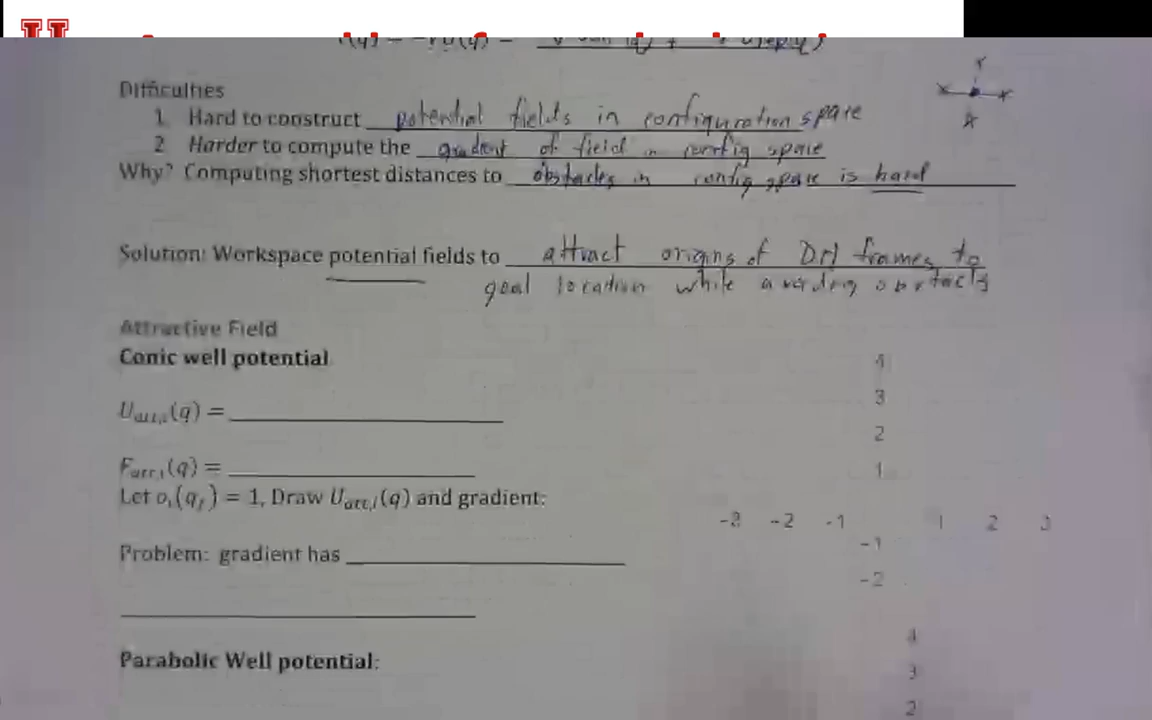 Difficulties
1. Hard to construct potential fields in configuration space
2 Harder to compute the gradient of field in config space
Why? Computing shortest distances to obstacles in config space is hard
Solution: Workspace potential fields to attract origins of DH frames to
goal location while avoiding obstacles
Attractive Field
Conic well potential
U_att,i(q) =
F_att,i(q) =
Let o_i(q_f) = 1, Draw U_att,i(q) and gradient:
Problem: gradient has
Parabolic Well potential:
4
3
2
1
-3 -2 -1 1 2 3
-1
-2
4
3
2